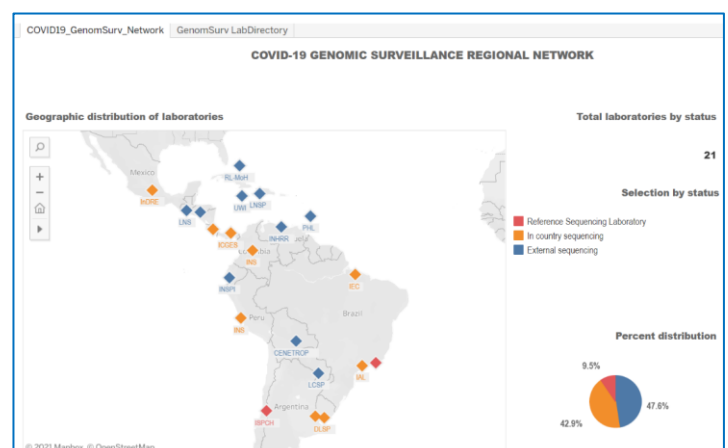 COVID19_GenomSurv_Network GenomSurv LabDirectory
COVID-19 GENOMIC SURVEILLANCE REGIONAL NETWORK
Geographic distribution of laboratories
Total laboratories by status
21
Selection by status
Reference Sequencing Laboratory
In country sequencing
External sequencing
Mexico
InDRE
RL-MoH
UWI
LNSP
LNS
PHL
ICGES
INHRR
INS
INSPI
IEC
INS
Peru
Brazil
CENETROP
LCSP
IAL
ISPCH
Argentina
DLSP
Percent distribution
9.5%
47.6%
42.9%
© 2021 Mapbox © OpenStreetMap